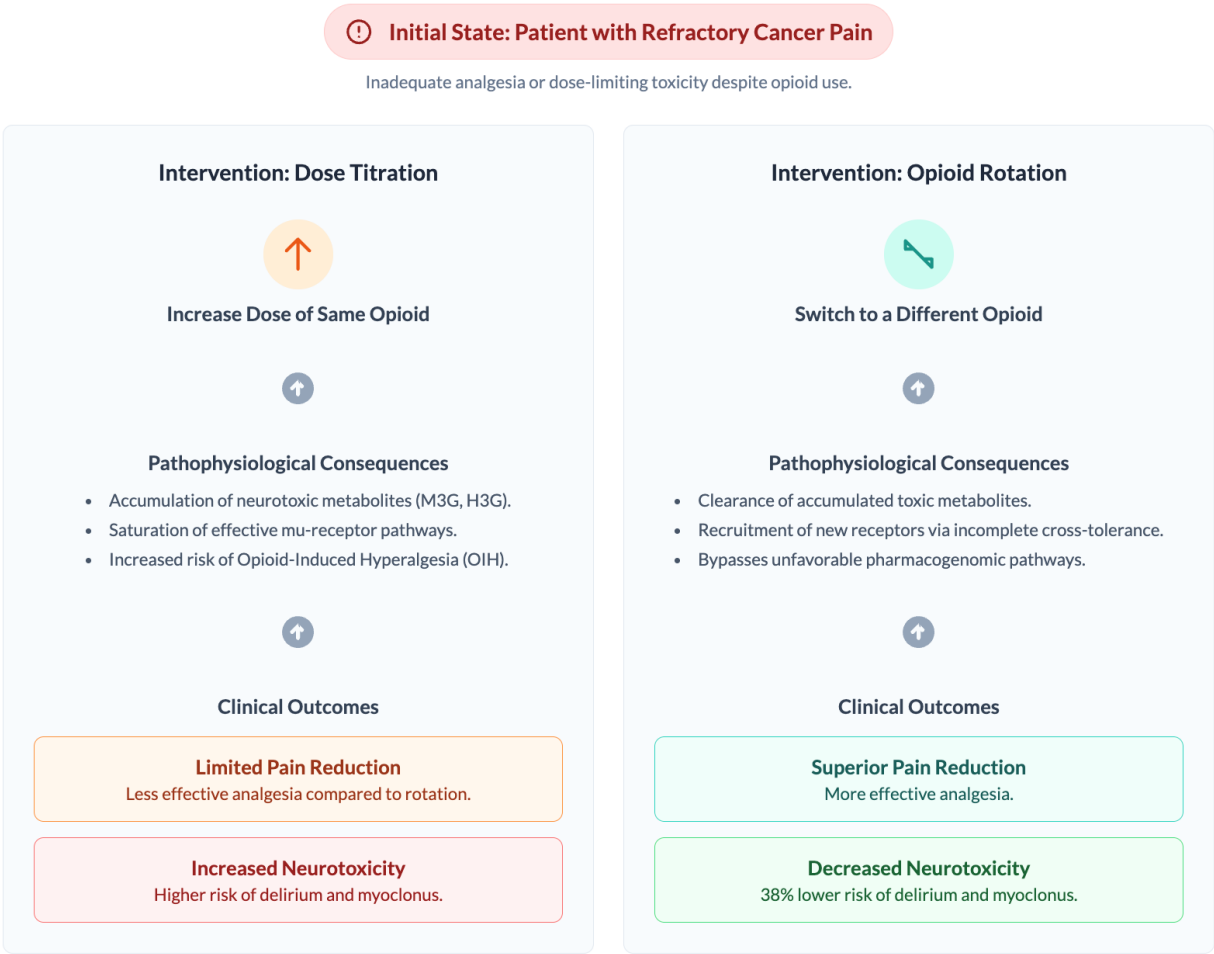 Initial State: Patient with Refractory Cancer Pain
Inadequate analgesia or dose-limiting toxicity despite opioid use.
Intervention: Dose Titration
Increase Dose of Same Opioid
Pathophysiological Consequences
• Accumulation of neurotoxic metabolites (M3G, H3G).
• Saturation of effective mu-receptor pathways.
• Increased risk of Opioid-Induced Hyperalgesia (OIH).
Clinical Outcomes
Limited Pain Reduction
Less effective analgesia compared to rotation.
Increased Neurotoxicity
Higher risk of delirium and myoclonus.
Intervention: Opioid Rotation
Switch to a Different Opioid
Pathophysiological Consequences
• Clearance of accumulated toxic metabolites.
• Recruitment of new receptors via incomplete cross-tolerance.
• Bypasses unfavorable pharmacogenomic pathways.
Clinical Outcomes
Superior Pain Reduction
More effective analgesia.
Decreased Neurotoxicity
38% lower risk of delirium and myoclonus.